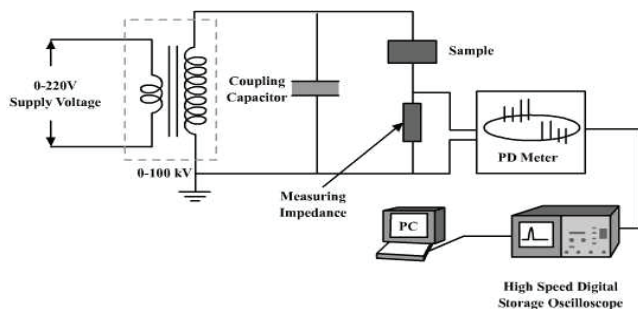 0-220V
Supply Voltage
Coupling
Capacitor
Sample
PD Meter
0-100 kV
Measuring
Impedance
PC
High Speed Digital
Storage Oscilloscope